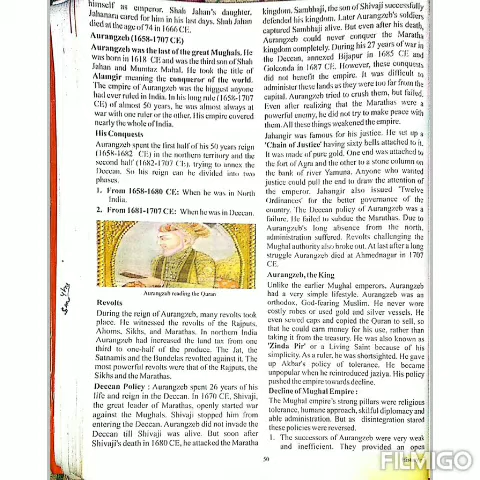 himself as emperor. Shah Jahan's daughter,
Jahanara cared for him in his last days. Shah Jahan
died at the age of 74 in 1666 CE.
Aurangzeb (1658-1707 CE)
Aurangzeb was the last of the great Mughals. He
was born in 1618 CE and was the third son of Shah
Jahan and Mumtaz Mahal. He took the title of
Alamgir meaning the conqueror of the world.
The empire of Aurangzeb was the biggest anyone
had ever ruled in India. In his long rule (1658-1707
CE) of almost 50 years, he was almost always at
war with one ruler or the other. His empire covered
nearly the whole of India.
His Conquests
Aurangzeb spent the first half of his 50 years reign
(1658-1682 CE) in the northern territory and the
second half (1682-1707 CE), trying to annex the
Deccan. So his reign can be divided into two
phases.
1. From 1658-1680 CE: When he was in North
India.
2. From 1681-1707 CE: When he was in Deccan.
Aurangzeb reading the Quran
Revolts
During the reign of Aurangzeb, many revolts took
place. He witnessed the revolts of the Rajputs,
Ahoms, Sikhs, and Marathas. In northern India
Aurangzeb had increased the land tax from one
third to one-half of the produce. The Jat, the
Satnamis and the Bundelas revolted against it. The
most powerful revolts were that of the Rajputs, the
Sikhs and the Marathas.
Deccan Policy : Aurangzeb spent 26 years of his
life and reign in the Deccan. In 1670 CE, Shivaji,
the great leader of Marathas, openly started war
against the Mughals. Shivaji stopped him from
entering the Deccan. Aurangzeb did not invade the
Deccan till Shivaji was alive. But soon after
Shivaji's death in 1680 CE, he attacked the Maratha
kingdom. Sambhaji, the son of Shivaji successfully
defended his kingdom. Later Aurangzeb's soldiers
captured Sambhaji alive. But even after his death,
Aurangzeb could never conquer the Maratha
kingdom completely. During his 27 years of war in
the Deccan, annexed Bijapur in 1685 CE and
Golconda in 1687 CE. However, these conquests
did not benefit the empire. It was difficult to
administer these lands as they were too far from the
capital. Aurangzeb tried to crush them, but failed.
Even after realizing that the Marathas were a
powerful enemy, he did not try to make peace with
them. All these things weakened the empire.
Jahangir was famous for his justice. He set up a
'Chain of Justice' having sixty bells attached to it.
It was made of pure gold. One end was attached to
the fort of Agra and the other to a stone column on
the bank of river Yamuna. Anyone who wanted
justice could pull the end to draw the attention of
the emperor. Jahangir also issued 'Twelve
Ordinances' for the better governance of the
country. The Deccan policy of Aurangzeb was a
failure. He failed to subdue the Marathas. Due to
Aurangzeb's long absence from the north,
administration suffered. Revolts challenging the
Mughal authority also broke out. At last after a long
struggle Aurangzeb died at Ahmednagar in 1707
CE.
Aurangzeb, the King
Unlike the earlier Mughal emperors, Aurangzeb
had a very simple lifestyle. Aurangzeb was an
orthodox, God-fearing Muslim. He never wore
costly robes or used gold and silver vessels. He
even sewed caps and copied the Quran to sell, so
that he could earn money for his use, rather than
taking it from the treasury. He was also known as
'Zinda Pir' or a Living Saint because of his
simplicity. As a ruler, he was shortsighted. He gave
up Akbar's policy of tolerance. He became
unpopular when he reintroduced jaziya. His policy
pushed the empire towards decline.
Decline of Mughal Empire :
The Mughal empire's strong pillars were religious
tolerance, humane approach, skilful diplomacy and
able administration. But as disintegration stared
these policies were reversed.
1. The successors of Aurangzeb were very weak
and inefficient. They provided an open
50
FILMIGO